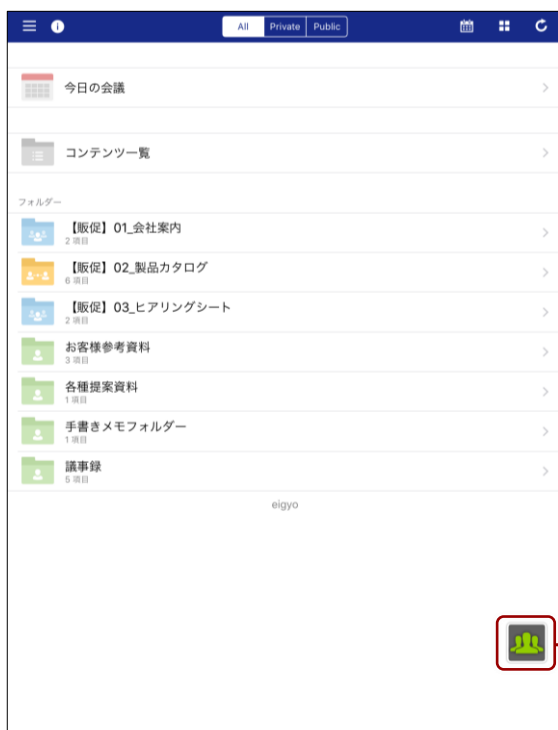 All Private Public
今日の会議
コンテンツ一覧
フォルダー
【販促】01_会社案内
2 項目
【販促】02_製品カタログ
6 項目
【販促】03_ヒアリングシート
2 項目
お客様参考資料
3 項目
各種提案資料
1 項目
手書きメモフォルダー
1 項目
議事録
5 項目
eigyo